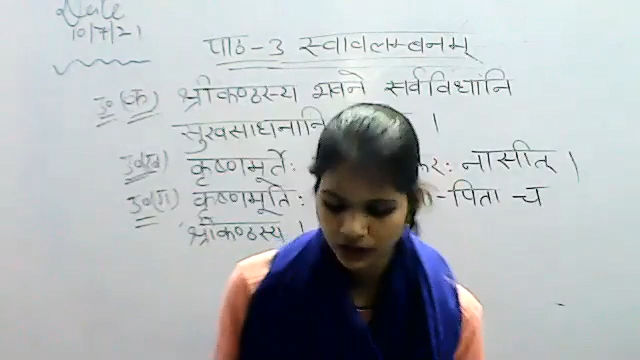 Date
10/7/21
पाठ-3 स्वावलम्बनम्
उ०(क) श्रीकण्ठस्य भवने सर्वविधानि
सुखसाधनानि ।
उ०(ख) कृष्णमूर्तेः करः नासीत् ।
उ०(ग) कृष्णमूर्तिः -पिता च
श्रीकण्ठस्य ।